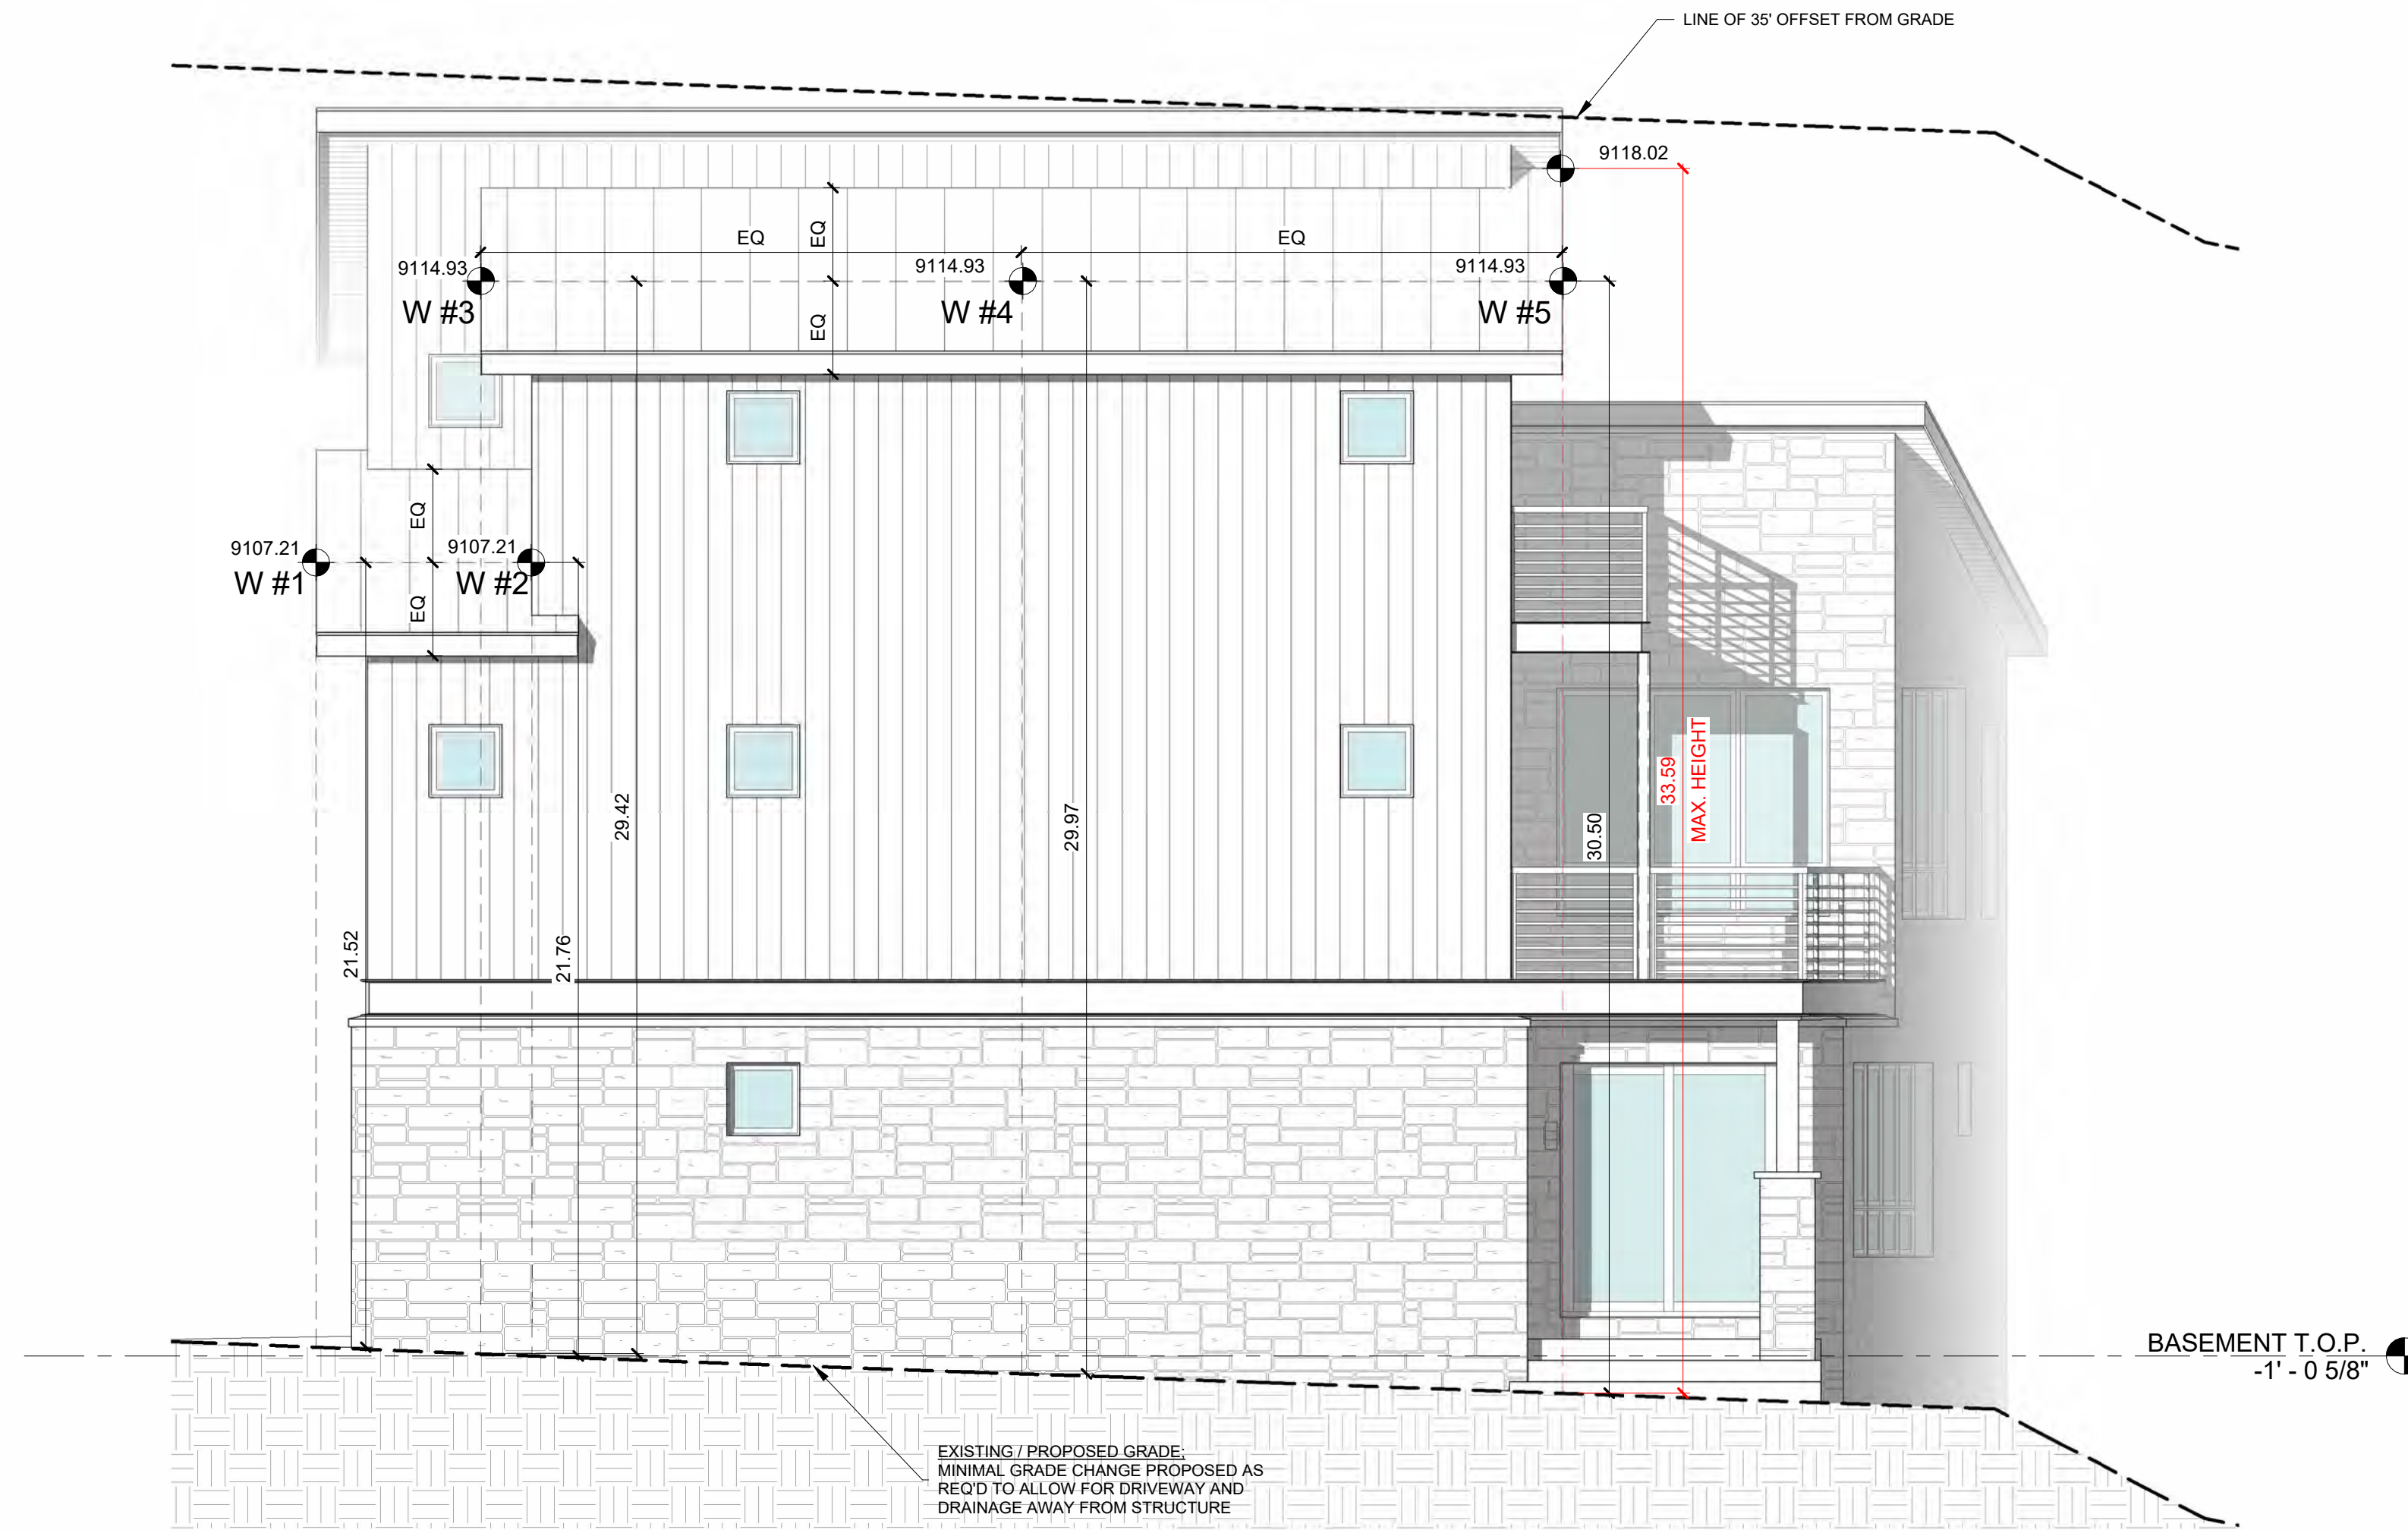 LINE OF 35' OFFSET FROM GRADE
9118.02
EQ
EQ
EQ
9114.93
9114.93
9114.93
W #3
W #4
W #5
EQ
EQ
9107.21
9107.21
W #1
W #2
EQ
33.59
MAX. HEIGHT
29.42
29.97
30.50
21.52
21.76
BASEMENT T.O.P.
-1' - 0 5/8"
EXISTING / PROPOSED GRADE;
MINIMAL GRADE CHANGE PROPOSED AS
REQ'D TO ALLOW FOR DRIVEWAY AND
DRAINAGE AWAY FROM STRUCTURE